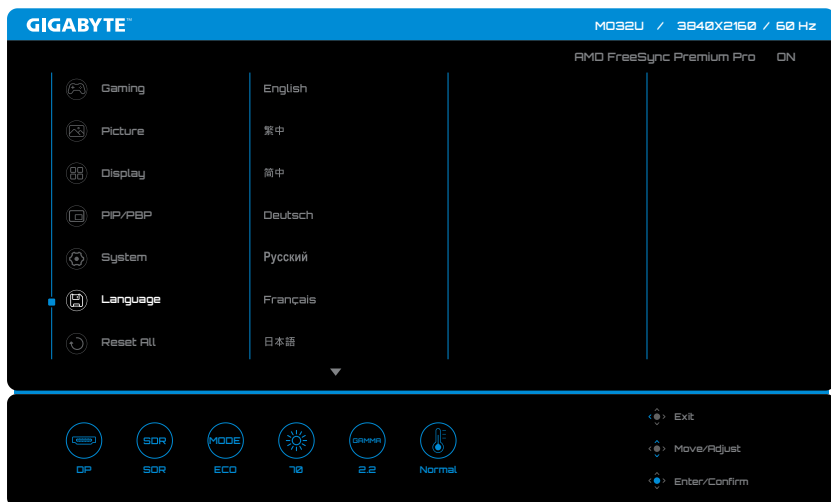 GIGABYTE™
MO32U / 3840X2160 / 60 Hz
AMD FreeSync Premium Pro ON
Gaming English
Picture 繁中
Display 简中
PIP/PBP Deutsch
System Русский
Language Français
Reset All 日本語
Exit
SDR MODE GAMMA
Move/Adjust
DP SDR ECO 70 2.2 Normal
Enter/Confirm